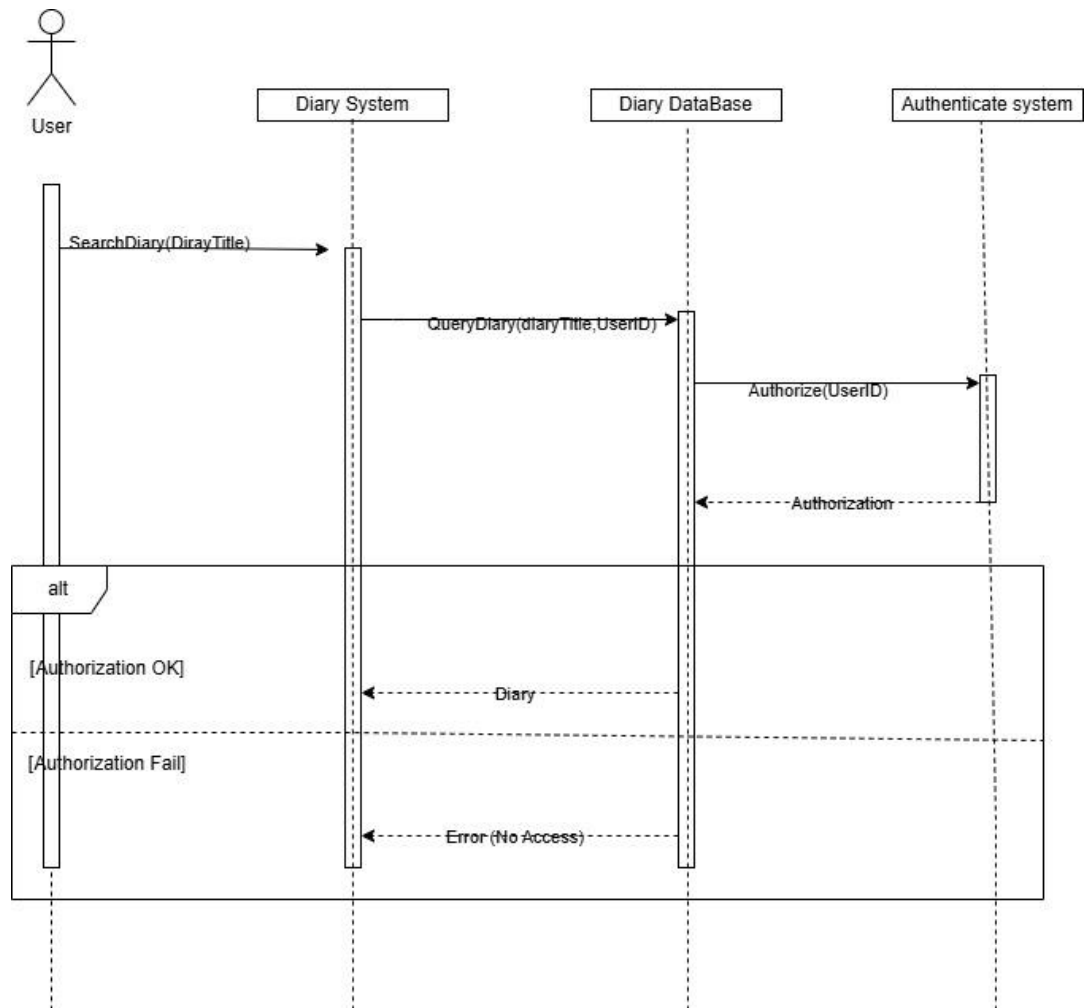 User
Diary System
Diary DataBase
Authenticate system
SearchDiary(DirayTitle)
QueryDiary(diaryTitle,UserID)
Authorize(UserID)
Authorization
alt
[Authorization OK]
Diary
[Authorization Fail]
Error (No Access)